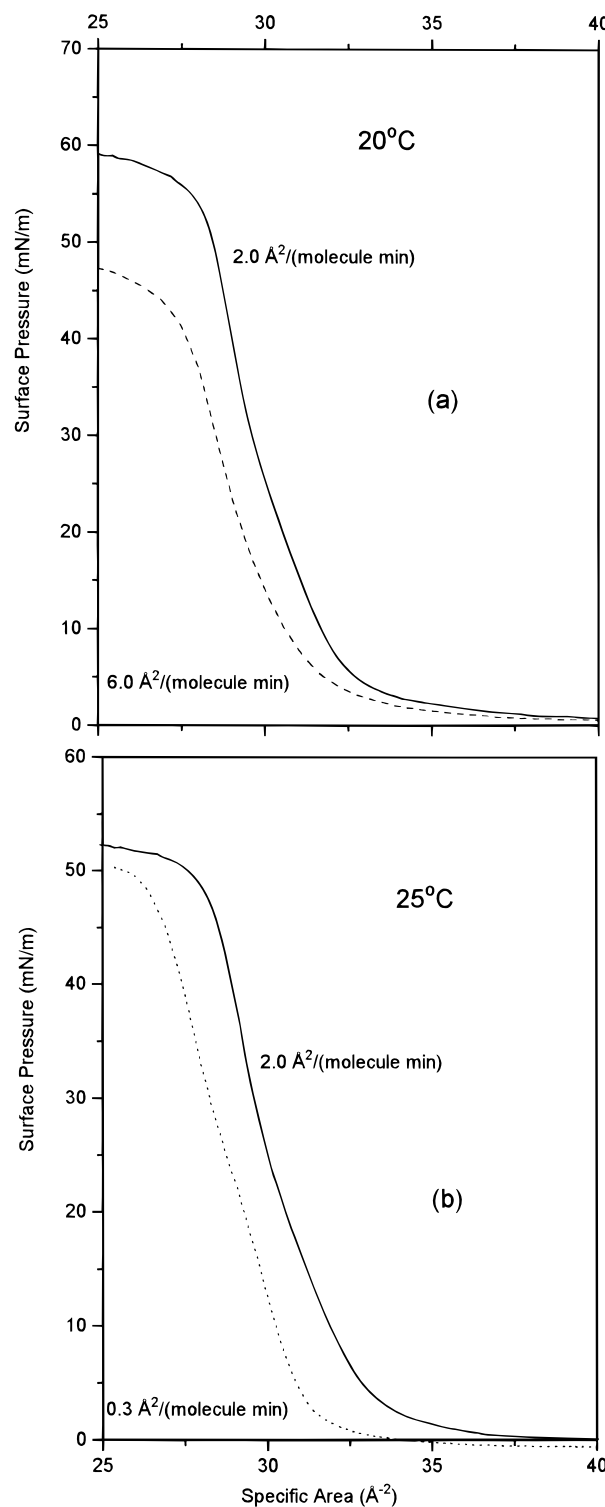 25 30 35 40
70
60
20°C
50
2.0 Å²/(molecule min)
40
Surface Pressure (mN/m)
(a)
30
20
10
6.0 Å²/(molecule min)
0
60
50
25°C
40
2.0 Å²/(molecule min)
Surface Pressure (mN/m)
30
(b)
20
10
0.3 Å²/(molecule min)
0
25 30 35 40
Specific Area (Å⁻²)